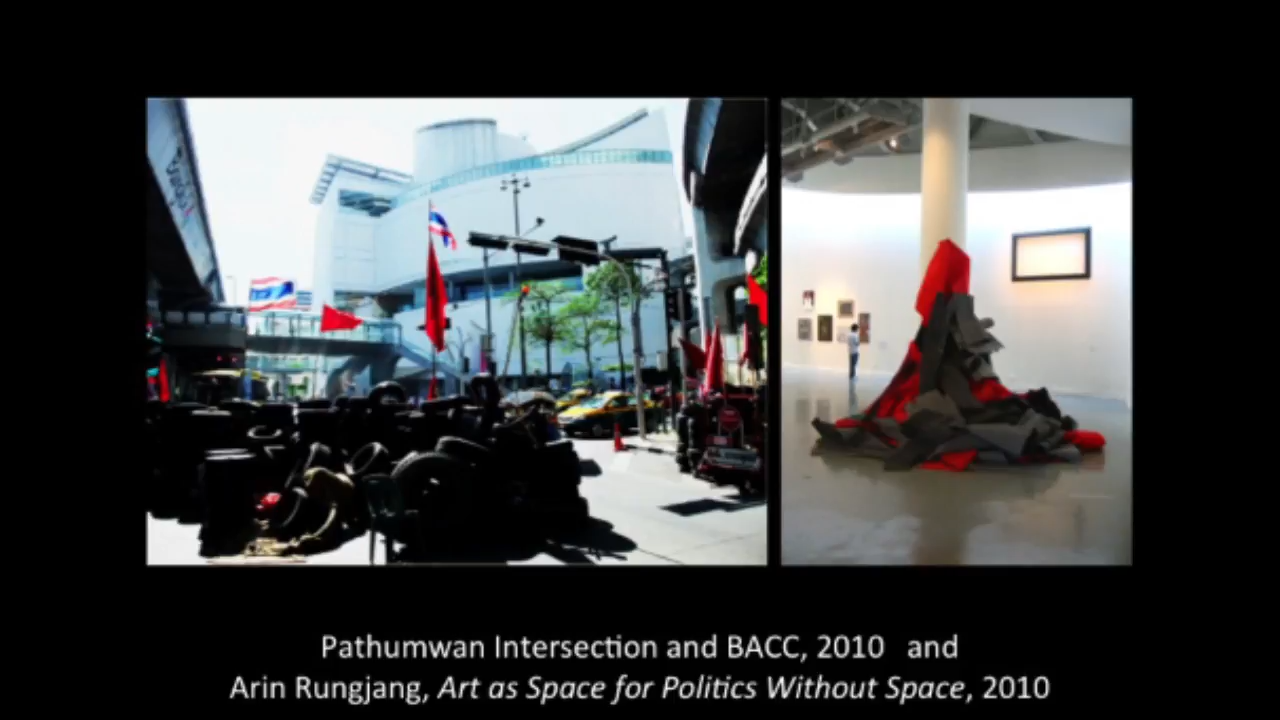 Pathumwan Intersection and BACC, 2010 and
Arin Rungjang, Art as Space for Politics Without Space, 2010